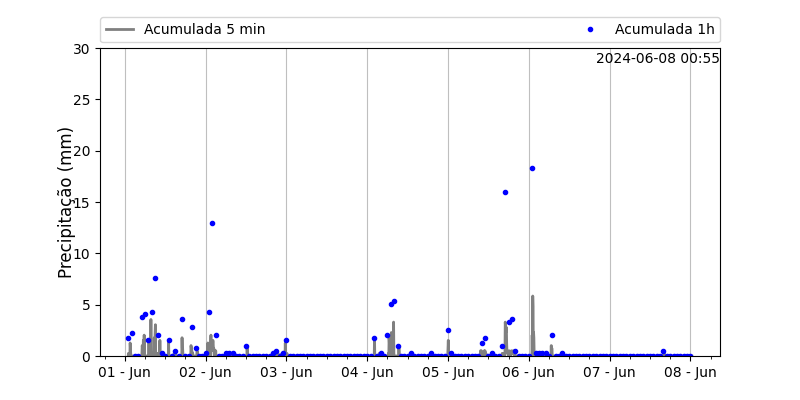 Acumulada 5 min
Acumulada 1h
2024-06-08 00:55
Precipitação (mm)
30
25
20
15
10
5
0
01 - Jun
02 - Jun
03 - Jun
04 - Jun
05 - Jun
06 - Jun
07 - Jun
08 - Jun